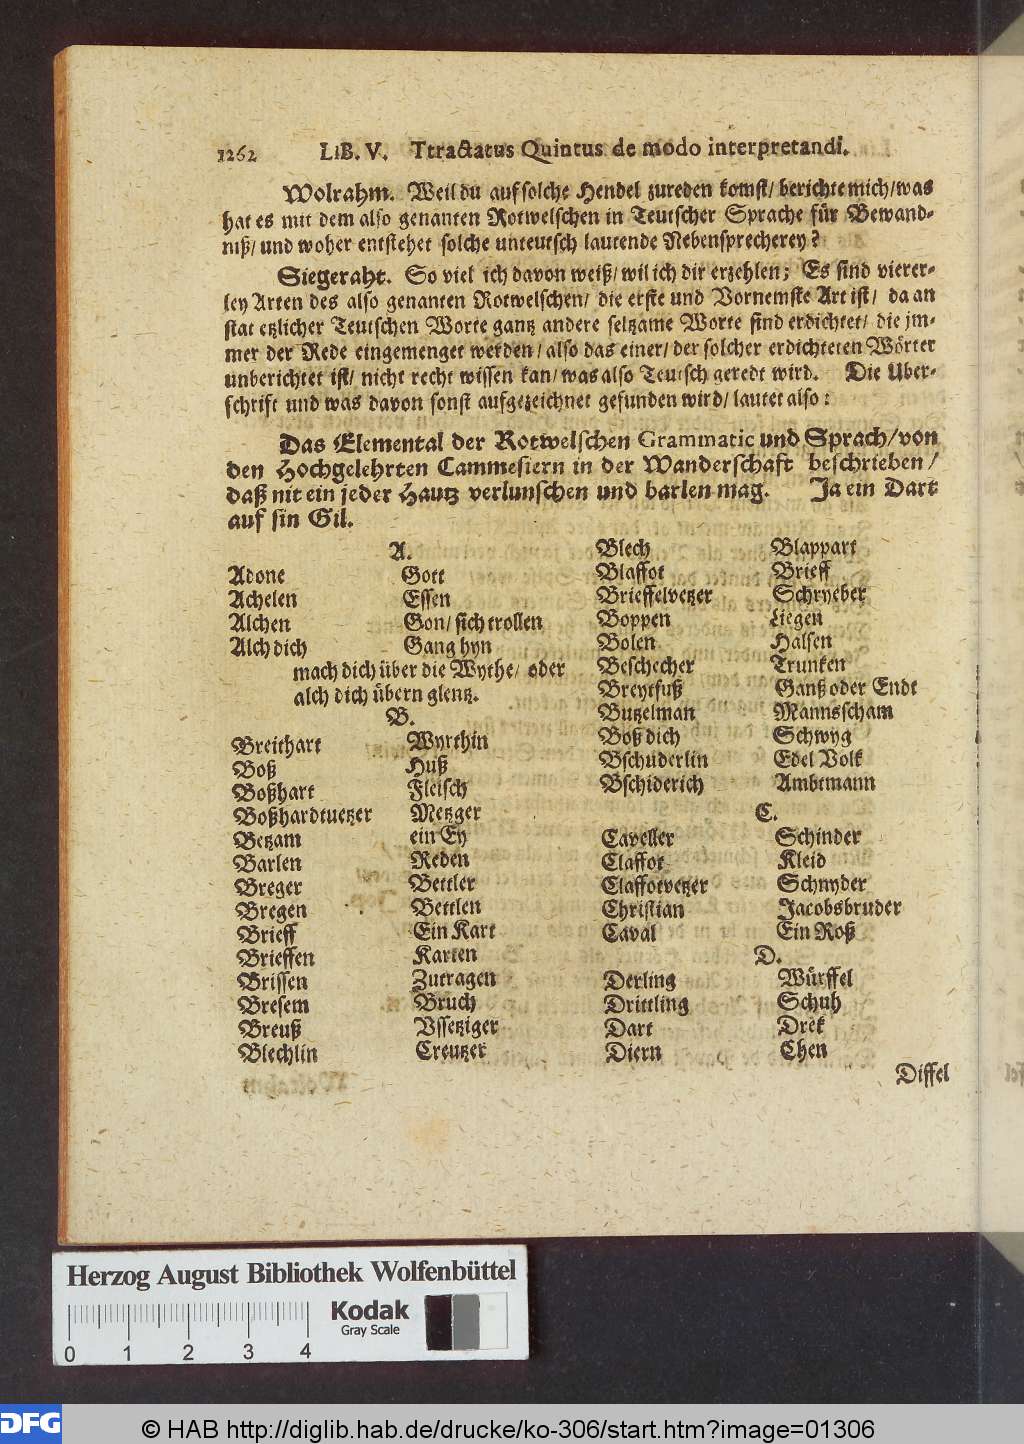 1262 LIB. V. Ttractatus Quintus de modo interpretandi.
Wolrahm. Weil du auf solche Hendel zureden komst/ berichte mich/ was
hat es mit dem also genanten Rotwelschen in Teutscher Sprache für Bewand-
niß/ und woher entstehet solche unteutsch lautende Nebensprecherey?
Siegeraht. So viel ich davon weiß/ wil ich dir erzehlen; Es sind vierer-
ley Arten des also genanten Rotwelschen/ die erste und Vornemste Art ist/ da an
stat etzlicher Teutschen Worte gantz andere seltzame Worte sind erdichtet/ die jm-
mer der Rede eingemenget werden/ also das einer/ der solcher erdichteten Wörter
unberichtet ist/ nicht recht wissen kan/ was also Teutsch geredt wird. Die Uber-
schrift und was davon sonst aufgezeichnet gefunden wird/ lautet also:
Das Elemental der Rotwelschen Grammatic und Sprach/ von
den Hochgelehrten Cammesiern in der Wanderschaft beschrieben/
daß nit ein jeder Hautz verlunschen und barlen mag. Ja ein Dart
auf sin Gil.
A.
Adone Gott
Achelen Essen
Alchen Gon/ sich trollen
Alch dich Gang hyn
mach dich über die Wythe/ oder
alch dich übern glentz.
B.
Breithart Wyrthin
Boß Huß
Boßhart Fleisch
Boßhardtuetzer Metzger
Betzam ein Ey
Barlen Reden
Breger Bettler
Bregen Bettlen
Brieff Ein Kart
Brieffen Karten
Brissen Zutragen
Bresem Bruch
Breuß Vssetziger
Blechlin Creutzer
Blech Blappart
Blaffot Brieff
Brieffelvetzer Schryeber
Boppen Liegen
Bolen Halsen
Beschecher Trunken
Breytfuß Ganß oder Endt
Butzelman Mannsscham
Boß dich Schwyg
Bschuderlin Edel Volk
Bschiderich Ambtmann
C.
Caveller Schinder
Claffot Kleid
Claffotvetzer Schnyder
Christian Jacobsbruder
Caval Ein Roß
D.
Derling Würffel
Drittling Schuh
Dart Drek
Diern Ehen
Diffel
Herzog August Bibliothek Wolfenbüttel
Kodak
Gray Scale
0 1 2 3 4
DFG © HAB http://diglib.hab.de/drucke/ko-306/start.htm?image=01306